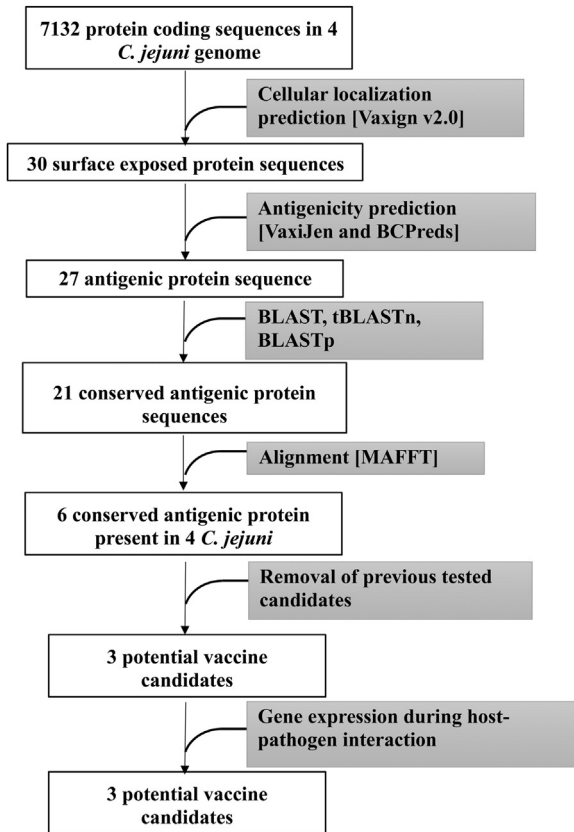 7132 protein coding sequences in 4
C. jejuni genome
Cellular localization
prediction [Vaxign v2.0]
30 surface exposed protein sequences
Antigenicity prediction
[VaxiJen and BCPreds]
27 antigenic protein sequence
BLAST, tBLASTn,
BLASTp
21 conserved antigenic protein
sequences
Alignment [MAFFT]
6 conserved antigenic protein
present in 4 C. jejuni
Removal of previous tested
candidates
3 potential vaccine
candidates
Gene expression during host-
pathogen interaction
3 potential vaccine
candidates